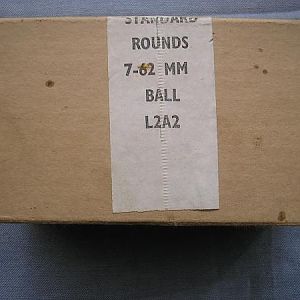 STANDARD
ROUNDS
7-62 MM
BALL
L2A2